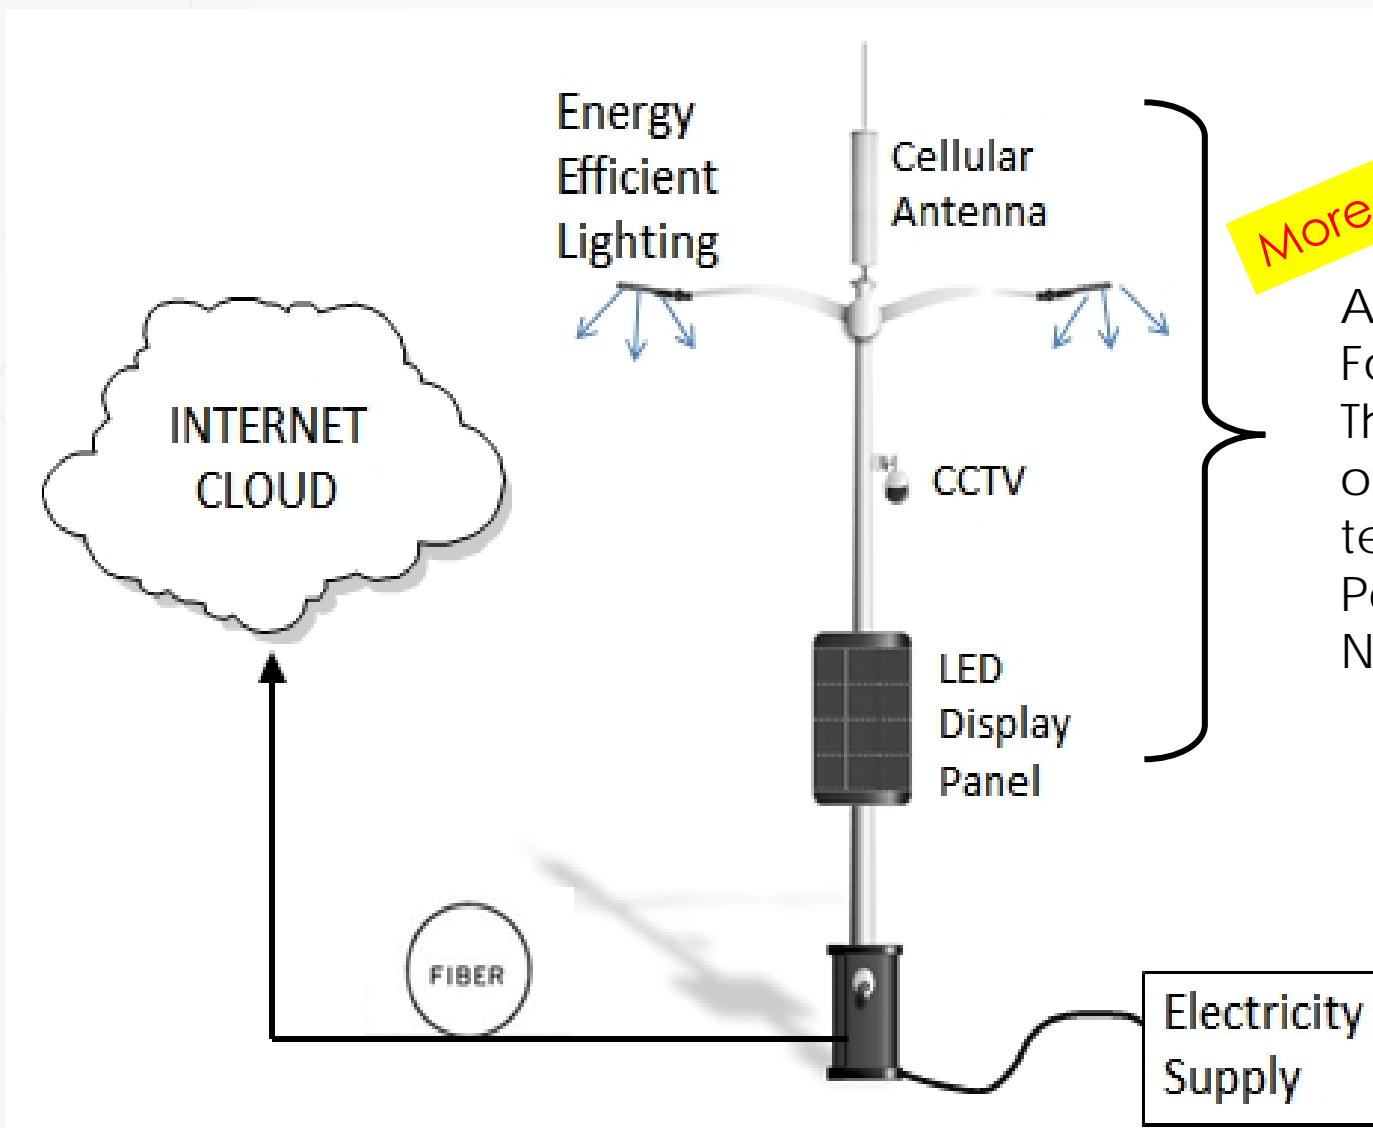 Energy
Efficient
Lighting
Cellular
Antenna
More
INTERNET
CLOUD
CCTV
LED
Display
Panel
FIBER
Electricity
Supply